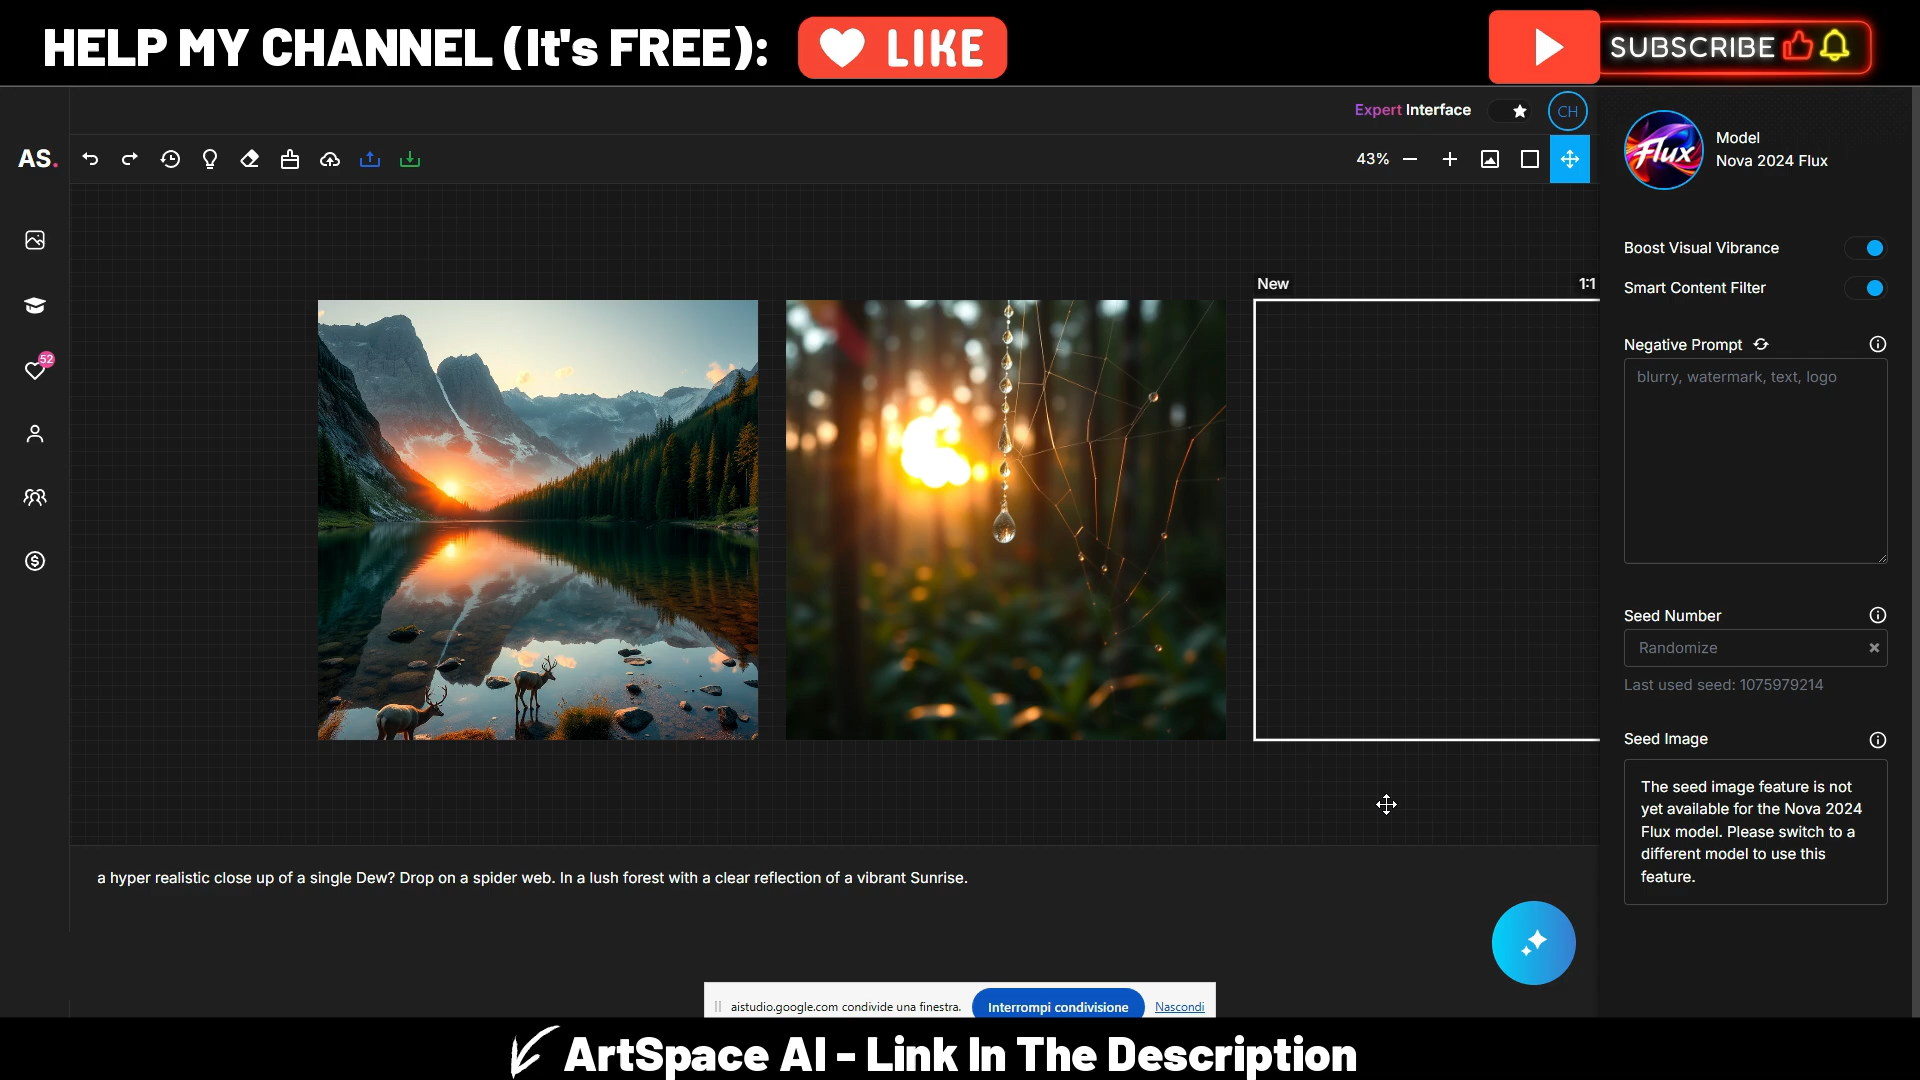 HELP MY CHANNEL (It's FREE):
LIKE
SUBSCRIBE
Expert Interface
CH
AS.
43%
Flux
Model
Nova 2024 Flux
52
Boost Visual Vibrance
Smart Content Filter
New
1:1
Negative Prompt
blurry, watermark, text, logo
Seed Number
Randomize
Last used seed: 1075979214
Seed Image
The seed image feature is not
yet available for the Nova 2024
Flux model. Please switch to a
different model to use this
feature.
a hyper realistic close up of a single Dew? Drop on a spider web. In a lush forest with a clear reflection of a vibrant Sunrise.
aistudio.google.com condivide una finestra.
Interrompi condivisione
Nascondi
ArtSpace AI - Link In The Description